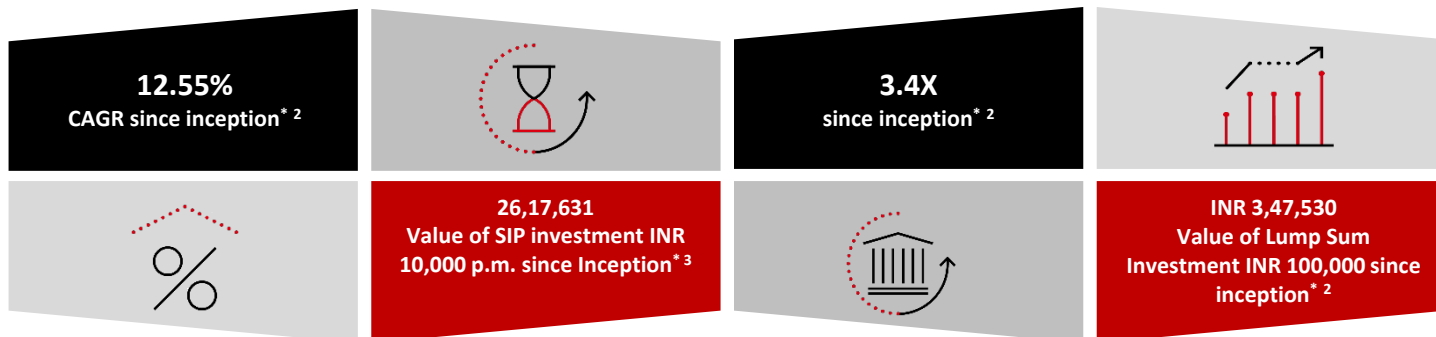 12.55%
CAGR since inception* 2
3.4X
since inception* 2
26,17,631
Value of SIP investment INR
10,000 p.m. since Inception* 3
INR 3,47,530
Value of Lump Sum
Investment INR 100,000 since
inception* 2